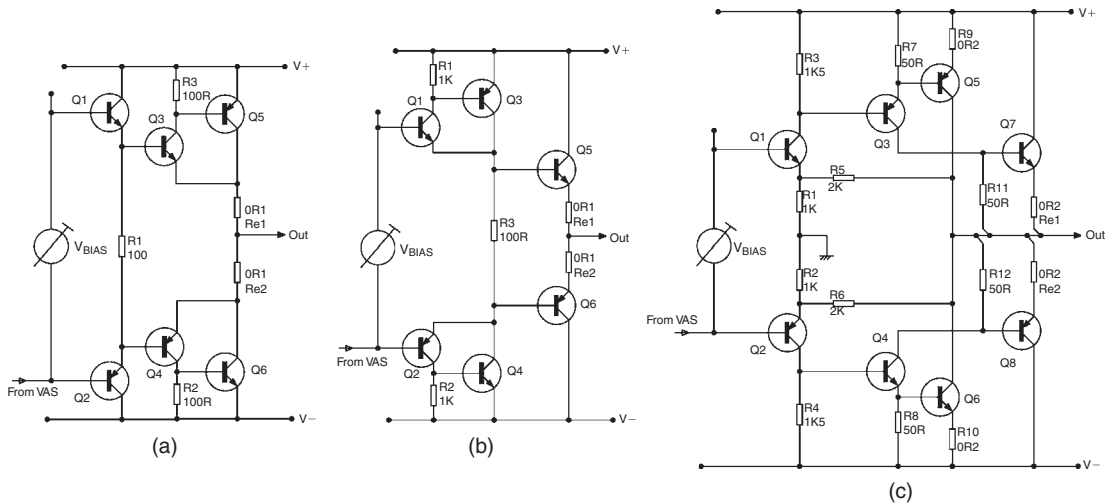 V+
Q1
R3
100R
Q3
Q5
0R1
Re1
VBIAS
R1
100
Out
0R1
Re2
Q4
Q6
From VAS
Q2
R2
100R
V−
(a)
V+
R1
1K
Q1
Q3
Q5
0R1
Re1
VBIAS
R3
100R
Out
0R1
Re2
Q6
From VAS
Q2
Q4
R2
1K
V−
(b)
V+
R3
1K5
R7
50R
R9
0R2
Q5
Q7
Q1
Q3
R5
2K
R11
50R
0R2
Re1
R1
1K
VBIAS
Out
R2
1K
R6
2K
R12
50R
0R2
Re2
From VAS
Q2
Q4
Q8
Q6
R4
1K5
R8
50R
R10
0R2
V−
(c)